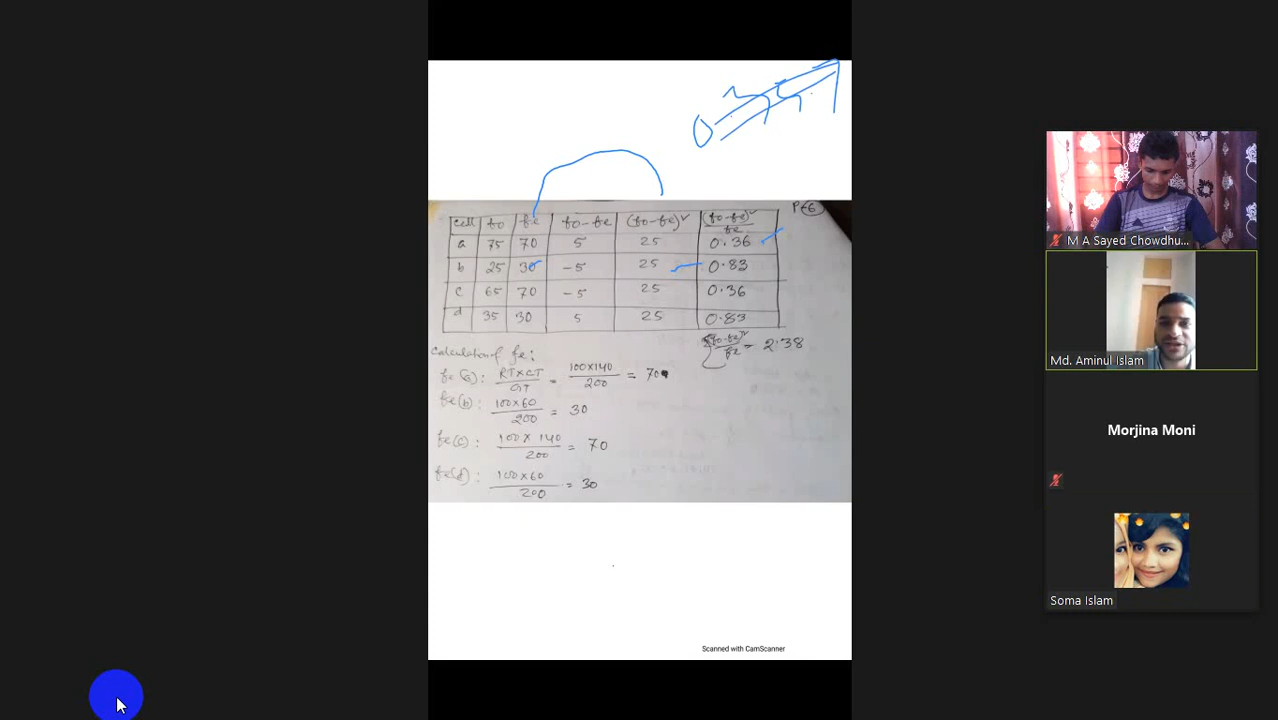 P-6
Cell fo fe fo-fe (fo-fe)² (fo-fe)²/fe
a 75 70 5 25 0.36
b 25 30 -5 25 0.83
c 65 70 -5 25 0.36
d 35 30 5 25 0.83
Σ(fo-fe)²/fe = 2.38
Calculation of fe:
fe(a): RT×CT/GT = 100×140/200 = 70
fe(b): 100×60/200 = 30
fe(c): 100×140/200 = 70
fe(d): 100×60/200 = 30
Scanned with CamScanner
M A Sayed Chowdhu...
Md. Aminul Islam
Morjina Moni
Soma Islam